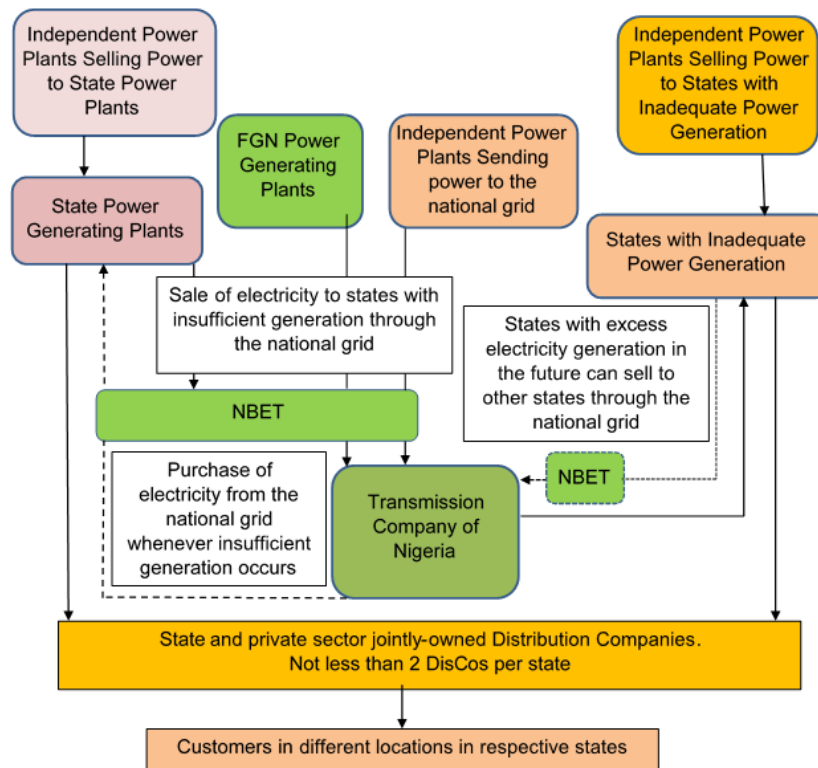 Independent Power
Plants Selling Power
to State Power
Plants
Independent Power
Plants Selling Power
to States with
Inadequate Power
Generation
FGN Power
Generating
Plants
Independent Power
Plants Sending
power to the
national grid
State Power
Generating Plants
States with Inadequate
Power Generation
Sale of electricity to states with
insufficient generation through
the national grid
States with excess
electricity generation in
the future can sell to
other states through the
national grid
NBET
Purchase of
electricity from the
national grid
whenever insufficient
generation occurs
Transmission
Company of
Nigeria
NBET
State and private sector jointly-owned Distribution Companies.
Not less than 2 DisCos per state
Customers in different locations in respective states